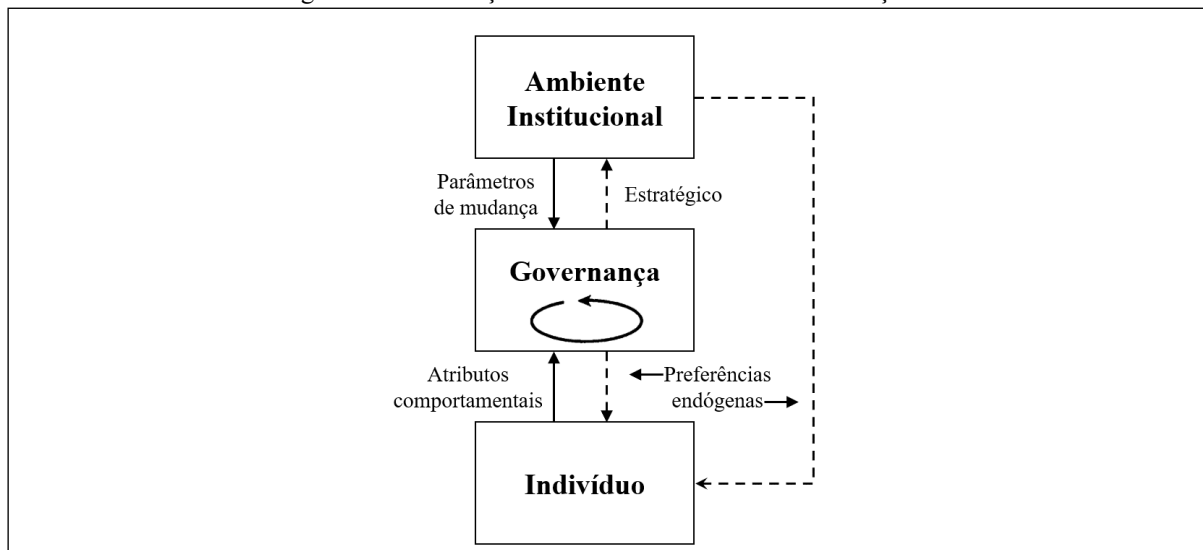 Ambiente
Institucional
Parâmetros
de mudança
Estratégico
Governança
Atributos
comportamentais
Preferências
endógenas
Indivíduo